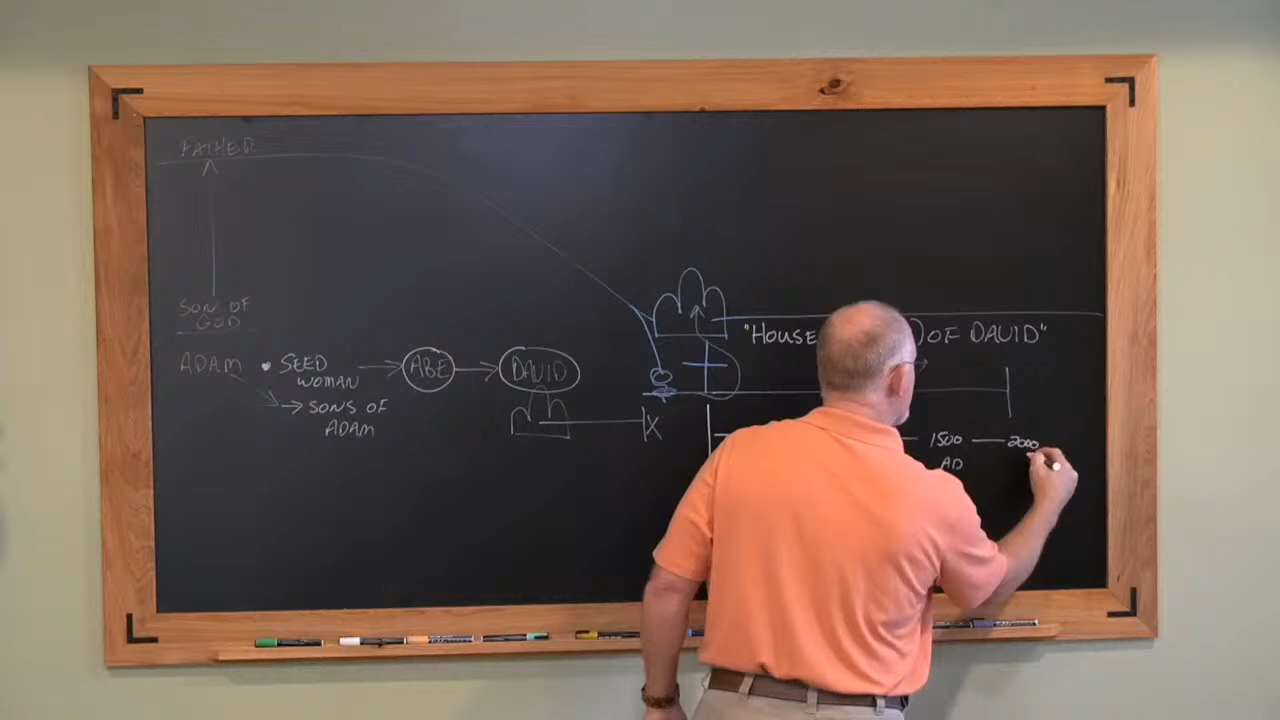 FATHER
SON OF
GOD
ADAM
• SEED
WOMAN
→ SONS OF
ADAM
ABE
DAVID
"HOUSE
) OF DAVID"
1500 — 2000
AD